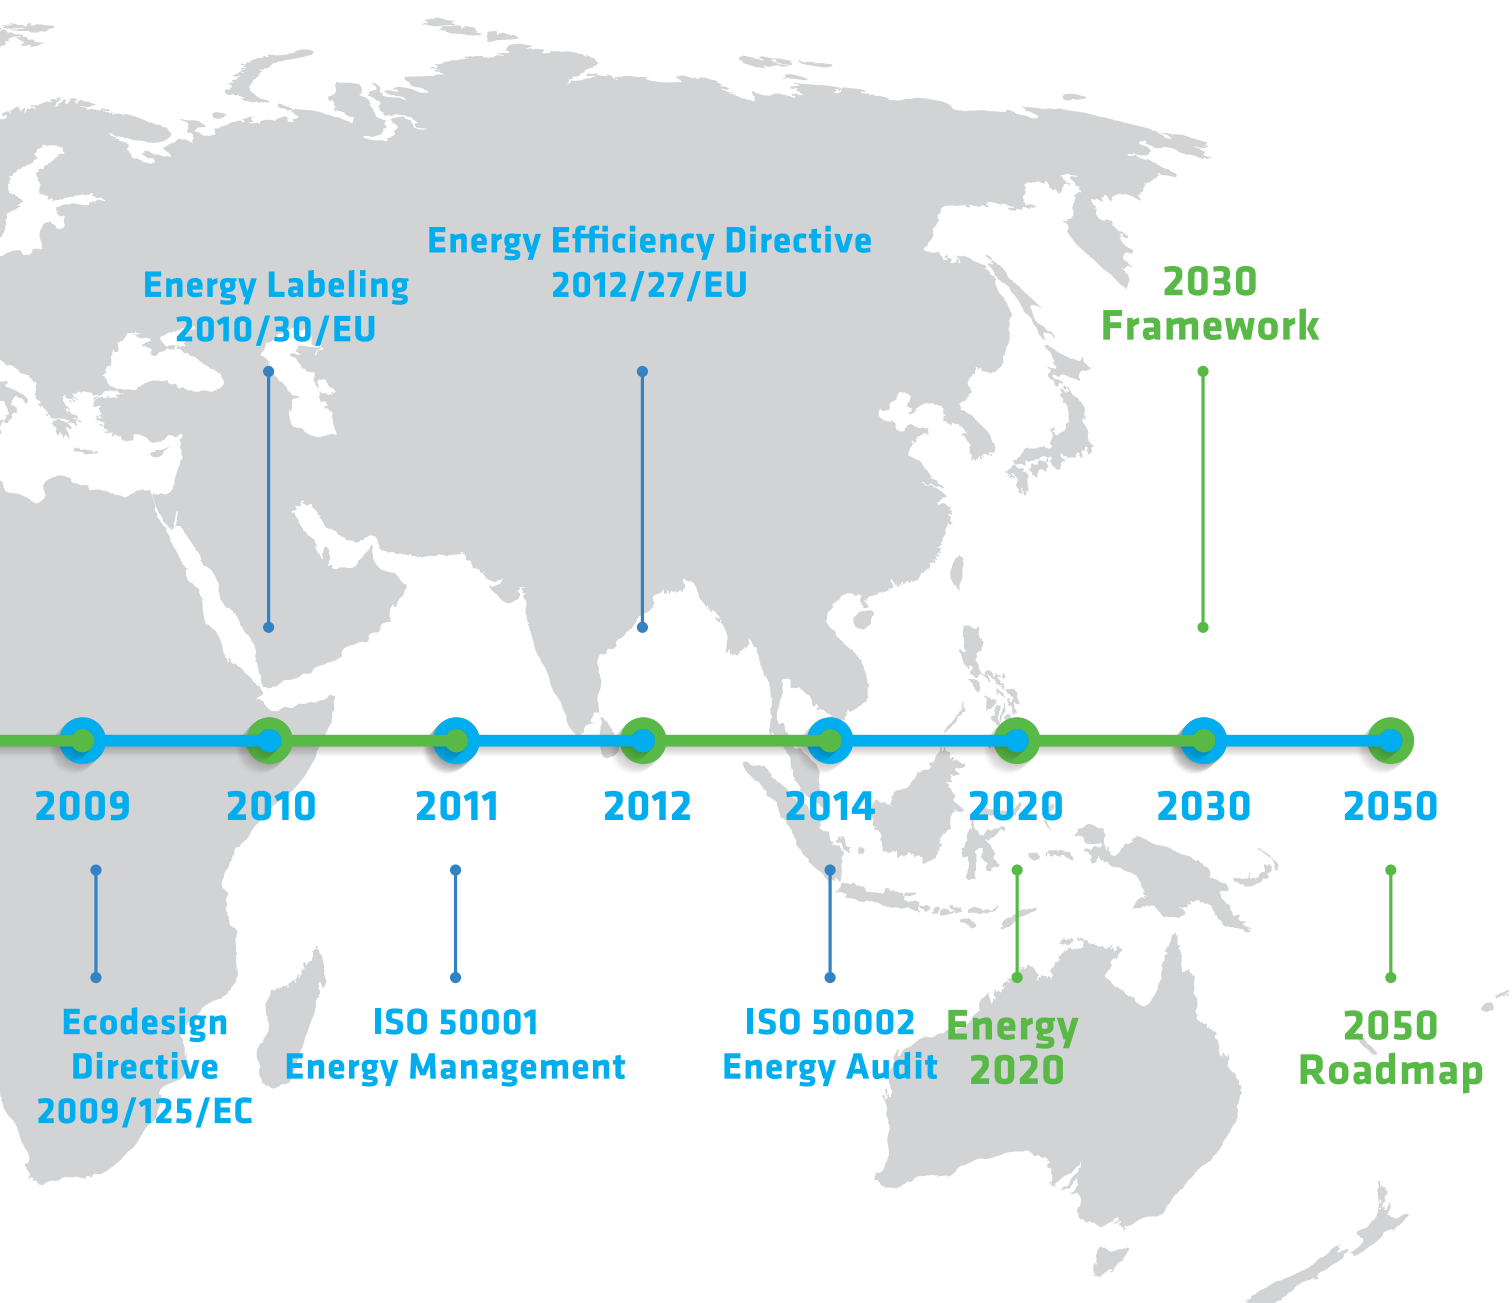 Energy Efficiency Directive
2012/27/EU
Energy Labeling
2010/30/EU
2030
Framework
2009
2010
2011
2012
2014
2020
2030
2050
Ecodesign
Directive
2009/125/EC
ISO 50001
Energy Management
ISO 50002
Energy Audit
Energy
2020
2050
Roadmap